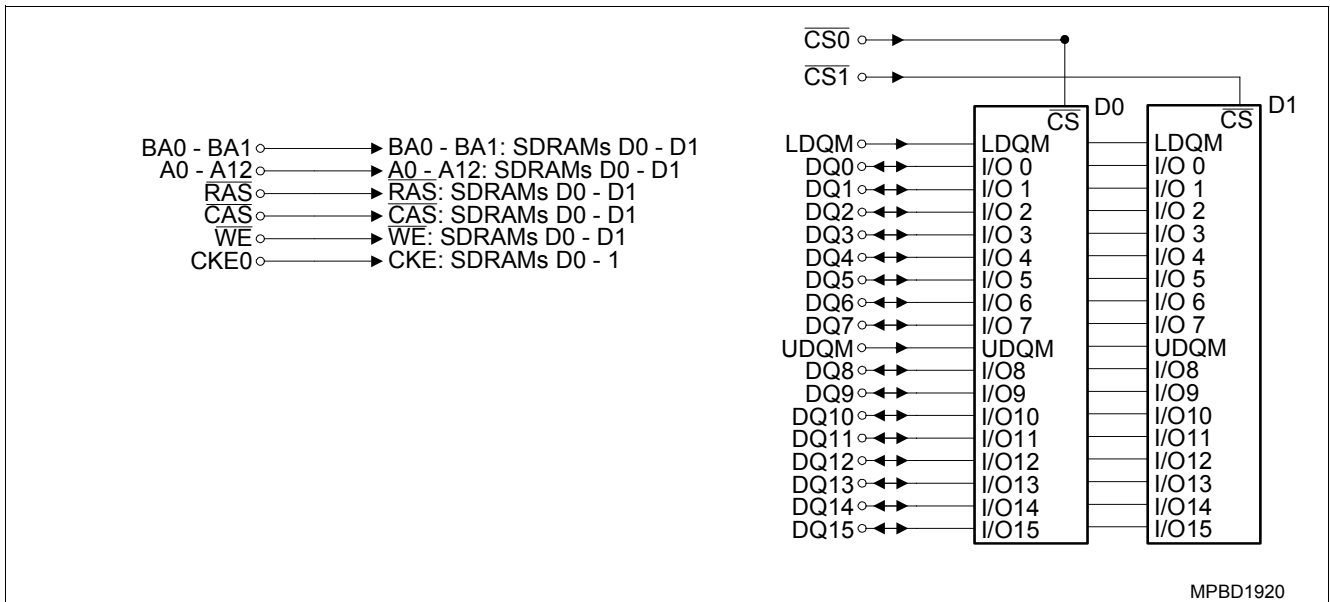 CS0
CS1
BA0 - BA1 BA0 - BA1: SDRAMs D0 - D1
A0 - A12 A0 - A12: SDRAMs D0 - D1
RAS RAS: SDRAMs D0 - D1
CAS CAS: SDRAMs D0 - D1
WE WE: SDRAMs D0 - D1
CKE0 CKE: SDRAMs D0 - 1
CS D0 CS D1
LDQM LDQM LDQM
DQ0 I/O 0 I/O 0
DQ1 I/O 1 I/O 1
DQ2 I/O 2 I/O 2
DQ3 I/O 3 I/O 3
DQ4 I/O 4 I/O 4
DQ5 I/O 5 I/O 5
DQ6 I/O 6 I/O 6
DQ7 I/O 7 I/O 7
UDQM UDQM UDQM
DQ8 I/O8 I/O8
DQ9 I/O9 I/O9
DQ10 I/O10 I/O10
DQ11 I/O11 I/O11
DQ12 I/O12 I/O12
DQ13 I/O13 I/O13
DQ14 I/O14 I/O14
DQ15 I/O15 I/O15
MPBD1920